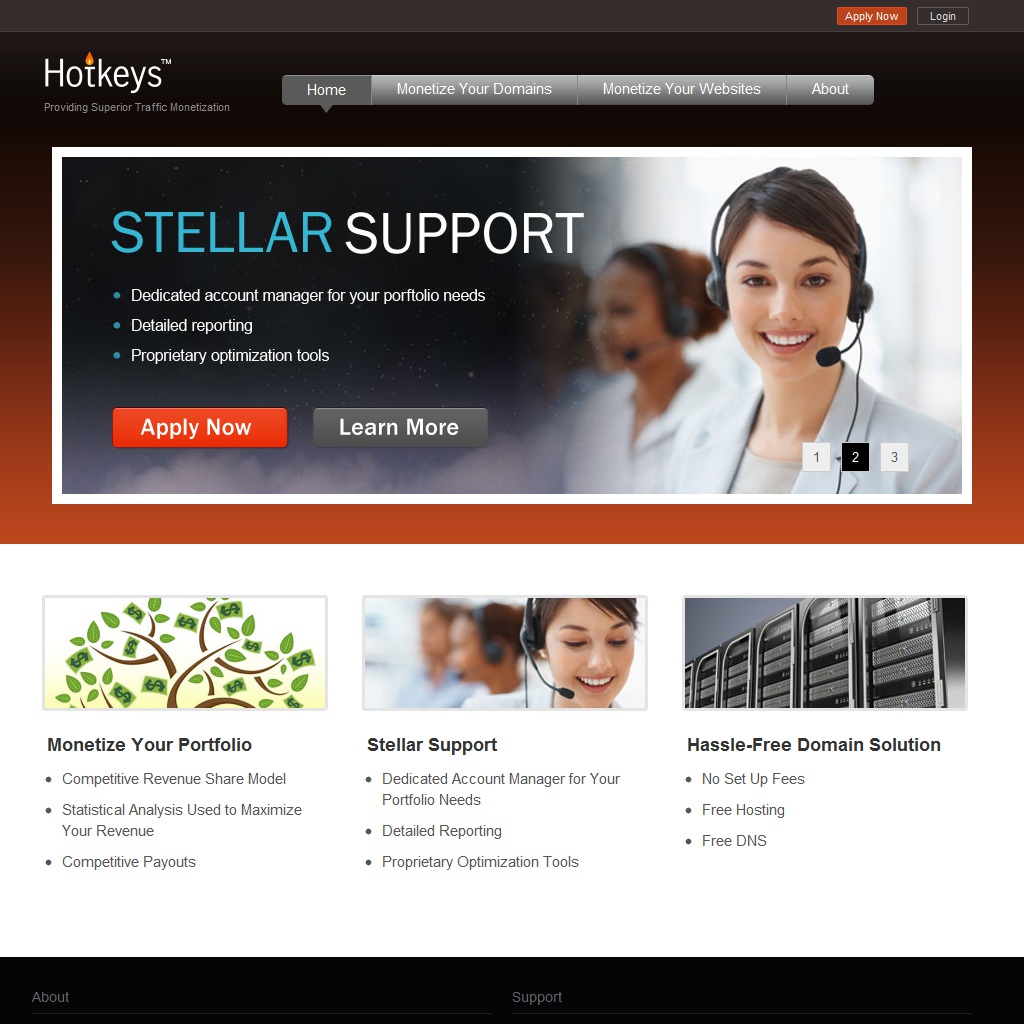 Apply Now
Login
Hotkeys™
Providing Superior Traffic Monetization
Home
Monetize Your Domains
Monetize Your Websites
About
STELLAR SUPPORT
Dedicated account manager for your porftolio needs
Detailed reporting
Proprietary optimization tools
Apply Now
Learn More
1
2
3
Monetize Your Portfolio
Competitive Revenue Share Model
Statistical Analysis Used to Maximize
Your Revenue
Competitive Payouts
Stellar Support
Dedicated Account Manager for Your
Portfolio Needs
Detailed Reporting
Proprietary Optimization Tools
Hassle-Free Domain Solution
No Set Up Fees
Free Hosting
Free DNS
About
Support